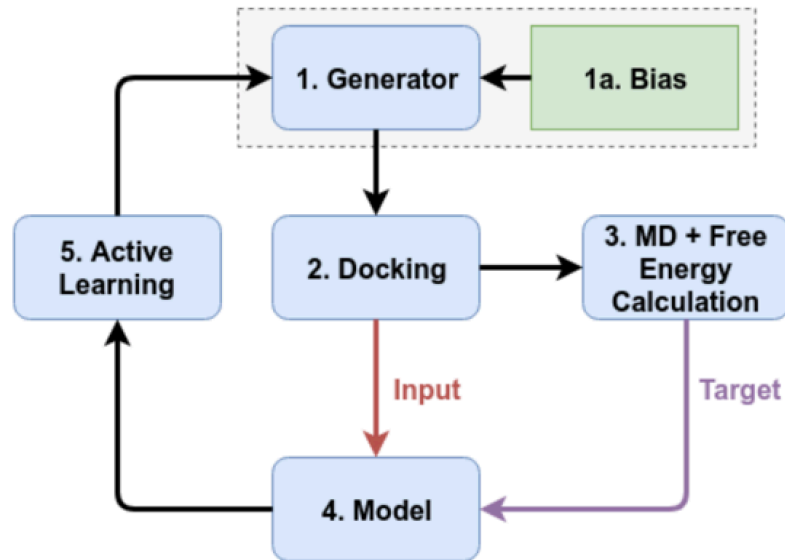 1. Generator
1a. Bias
5. Active
Learning
2. Docking
3. MD + Free
Energy
Calculation
Input
Target
4. Model